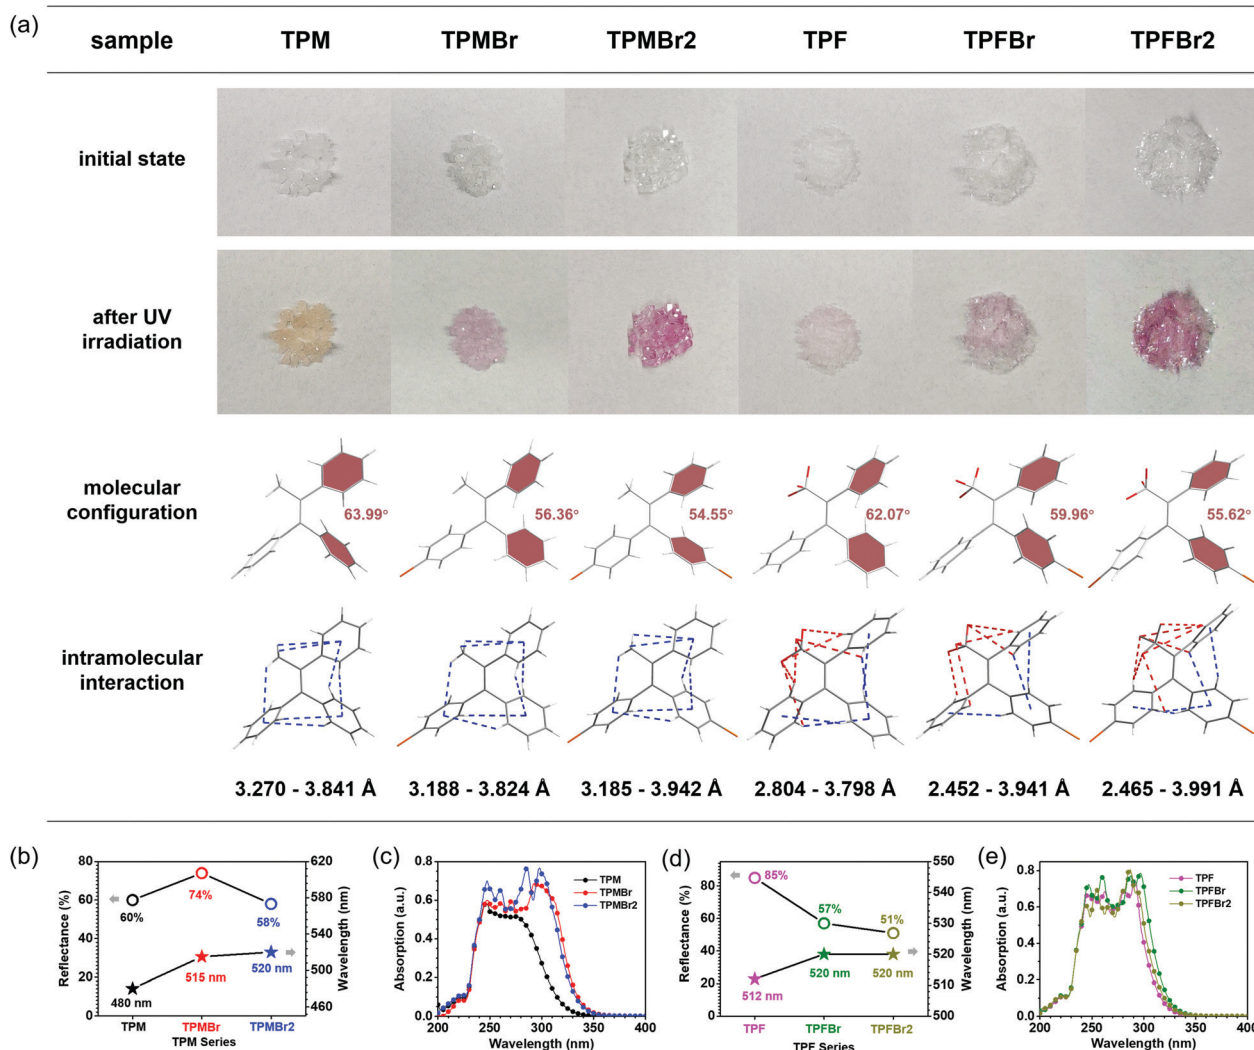 (a)
sample TPM TPMBr TPMBr2 TPF TPFBr TPFBr2
initial state
after UV
irradiation
molecular
configuration
63.99° 56.36° 54.55° 62.07° 59.96° 55.62°
intramolecular
interaction
3.270 - 3.841 Å 3.188 - 3.824 Å 3.185 - 3.942 Å 2.804 - 3.798 Å 2.452 - 3.941 Å 2.465 - 3.991 Å
(b)
Reflectance (%)
80
60
40
20
0
60%
74%
58%
480 nm
515 nm
520 nm
620
580
540
500
460
Wavelength (nm)
TPM TPMBr TPMBr2
TPM Series
(c)
Absorption (a.u.)
0.8
0.6
0.4
0.2
0.0
TPM
TPMBr
TPMBr2
200 250 300 350 400
Wavelength (nm)
(d)
Reflectance (%)
80
60
40
20
0
85%
57%
51%
512 nm
520 nm
520 nm
550
540
530
520
510
500
Wavelength (nm)
TPF TPFBr TPFBr2
TPF Series
(e)
Absorption (a.u.)
0.8
0.6
0.4
0.2
0.0
TPF
TPFBr
TPFBr2
200 250 300 350 400
Wavelength (nm)